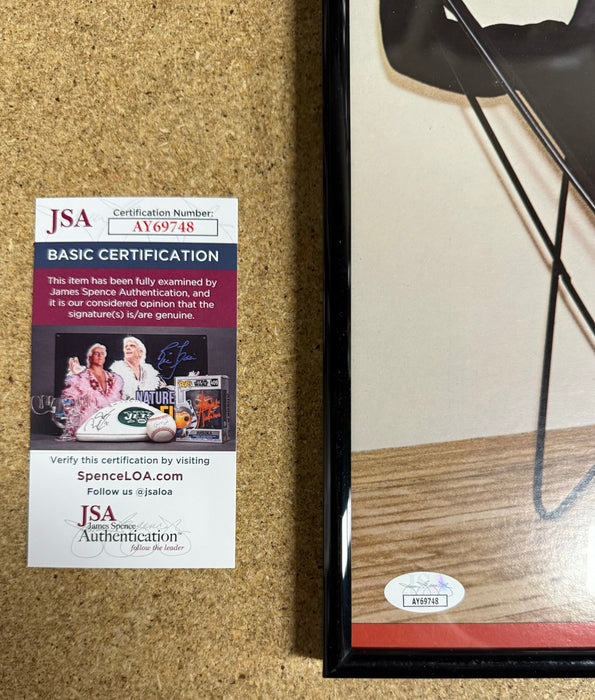 JSA
Certification Number:
AY69748
BASIC CERTIFICATION
This item has been fully examined by
James Spence Authentication, and
it is our considered opinion that the
signature(s) is/are genuine.
NATURE
JETS
Verify this certification by visiting
SpenceLOA.com
Follow us @jsaloa
JSA
James Spence
Authentication
follow the leader
AY69748